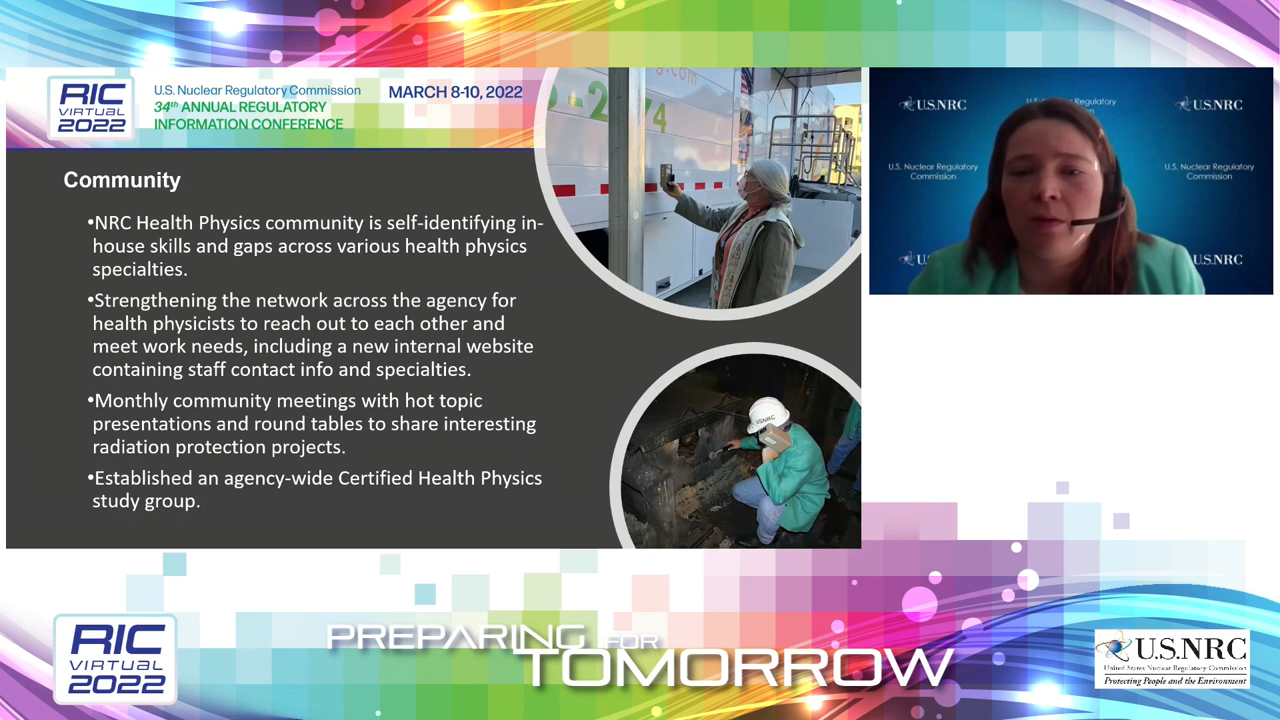 RIC
VIRTUAL
2022
U.S. Nuclear Regulatory Commission
34th ANNUAL REGULATORY
INFORMATION CONFERENCE
MARCH 8-10, 2022
Community
•NRC Health Physics community is self-identifying in-
house skills and gaps across various health physics
specialties.
•Strengthening the network across the agency for
health physicists to reach out to each other and
meet work needs, including a new internal website
containing staff contact info and specialties.
•Monthly community meetings with hot topic
presentations and round tables to share interesting
radiation protection projects.
•Established an agency-wide Certified Health Physics
study group.
USNRC
U.S.NRC
U.S.NRC
U.S. Nuclear Regulatory
Commission
U.S. Nuclear Regulatory
Commission
U.S.NRC
RIC
VIRTUAL
2022
PREPARING FOR
TOMORROW
U.S.NRC
United States Nuclear Regulatory Commission
Protecting People and the Environment